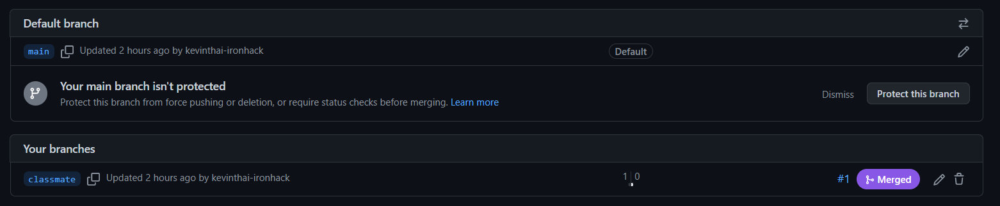 Default branch
main Updated 2 hours ago by kevinthai-ironhack Default
Your main branch isn't protected
Protect this branch from force pushing or deletion, or require status checks before merging. Learn more
Dismiss Protect this branch
Your branches
classmate Updated 2 hours ago by kevinthai-ironhack 1 0 #1 Merged